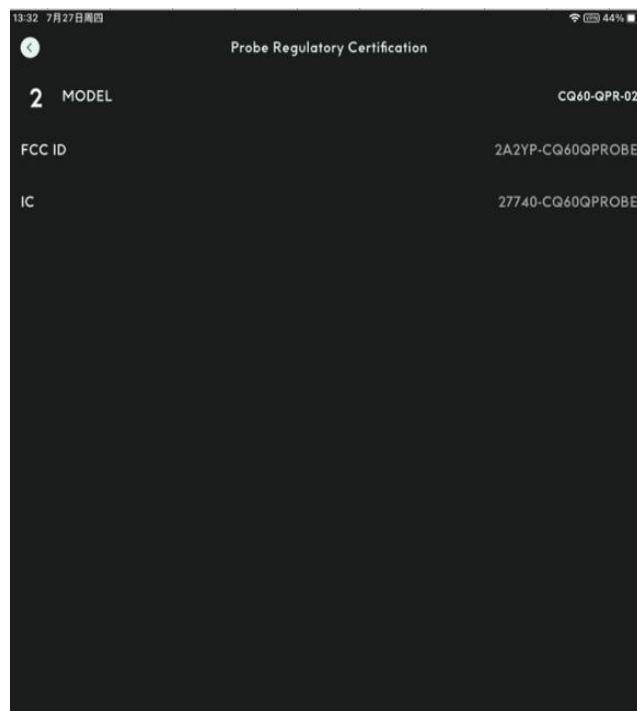 13:32 7月27日周四 VPN 44%
Probe Regulatory Certification
2 MODEL CQ60-QPR-02
FCC ID 2A2YP-CQ60QPROBE
IC 27740-CQ60QPROBE